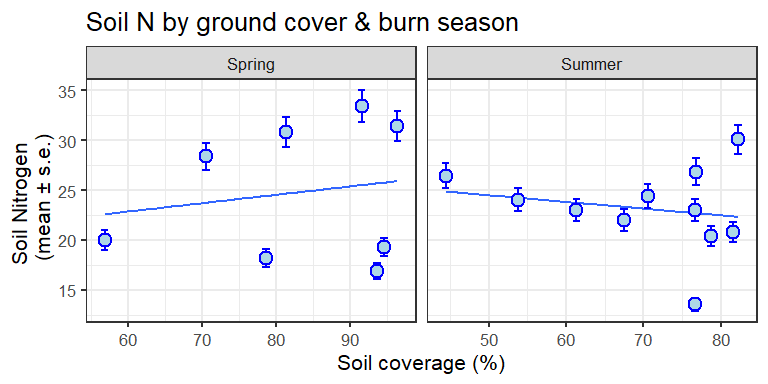 Soil N by ground cover & burn season
Spring
Summer
35
30
25
20
15
Soil Nitrogen
(mean ± s.e.)
60 70 80 90
50 60 70 80
Soil coverage (%)